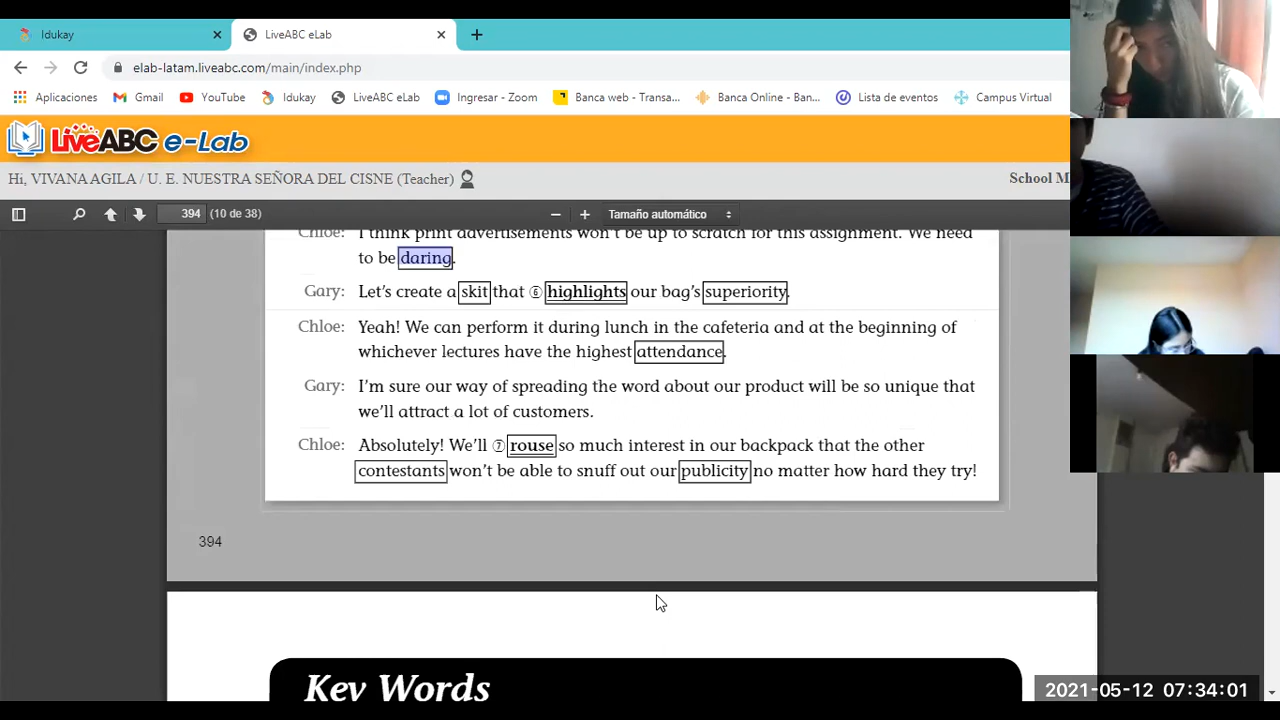 Idukay
LiveABC eLab
elab-latam.liveabc.com/main/index.php
Aplicaciones Gmail YouTube Idukay LiveABC eLab Ingresar - Zoom Banca web - Transa... Banca Online - Ban... Lista de eventos Campus Virtual
LiveABC e-Lab
Hi, VIVANA AGILA / U. E. NUESTRA SEÑORA DEL CISNE (Teacher) School M
394 (10 de 38) Tamaño automático
Chloe: I think print advertisements won't be up to scratch for this assignment. We need
to be daring.
Gary: Let's create a skit that ⑥ highlights our bag's superiority.
Chloe: Yeah! We can perform it during lunch in the cafeteria and at the beginning of
whichever lectures have the highest attendance.
Gary: I'm sure our way of spreading the word about our product will be so unique that
we'll attract a lot of customers.
Chloe: Absolutely! We'll ⑦ rouse so much interest in our backpack that the other
contestants won't be able to snuff out our publicity no matter how hard they try!
394
Key Words
2021-05-12 07:34:01